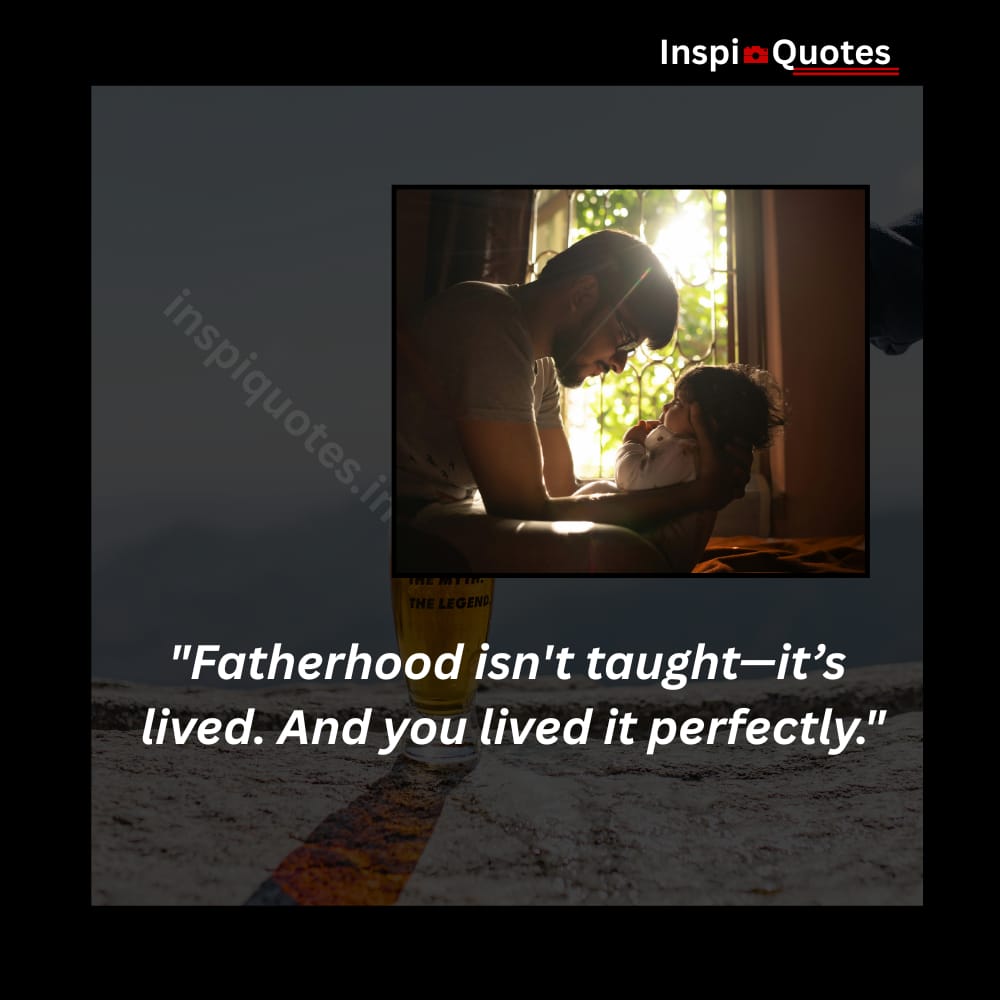 Inspi Quotes
inspiquotes.in
THE MYTH.
THE LEGEND.
"Fatherhood isn't taught—it’s
lived. And you lived it perfectly."